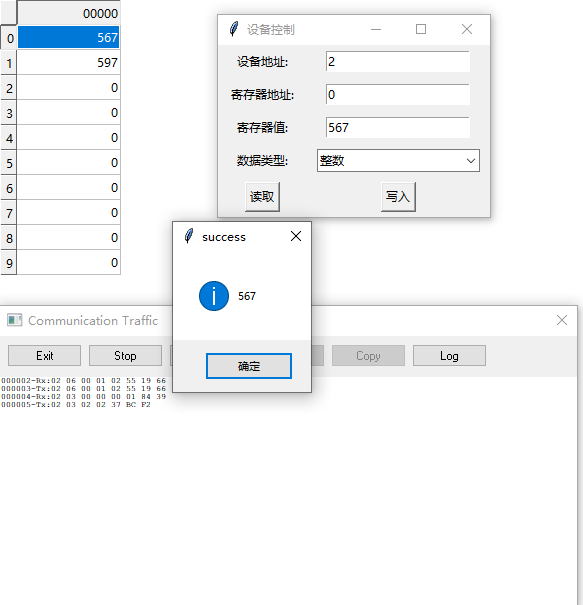 00000
0 567
1 597
2 0
3 0
4 0
5 0
6 0
7 0
8 0
9 0
设备控制
设备地址: 2
寄存器地址: 0
寄存器值: 567
数据类型: 整数
读取 写入
success
567
确定
Communication Traffic
Exit Stop Copy Log
000002-Rx:02 06 00 01 02 55 19 66
000003-Tx:02 06 00 01 02 55 19 66
000004-Rx:02 03 00 00 00 01 84 39
000005-Tx:02 03 02 02 37 BC F2